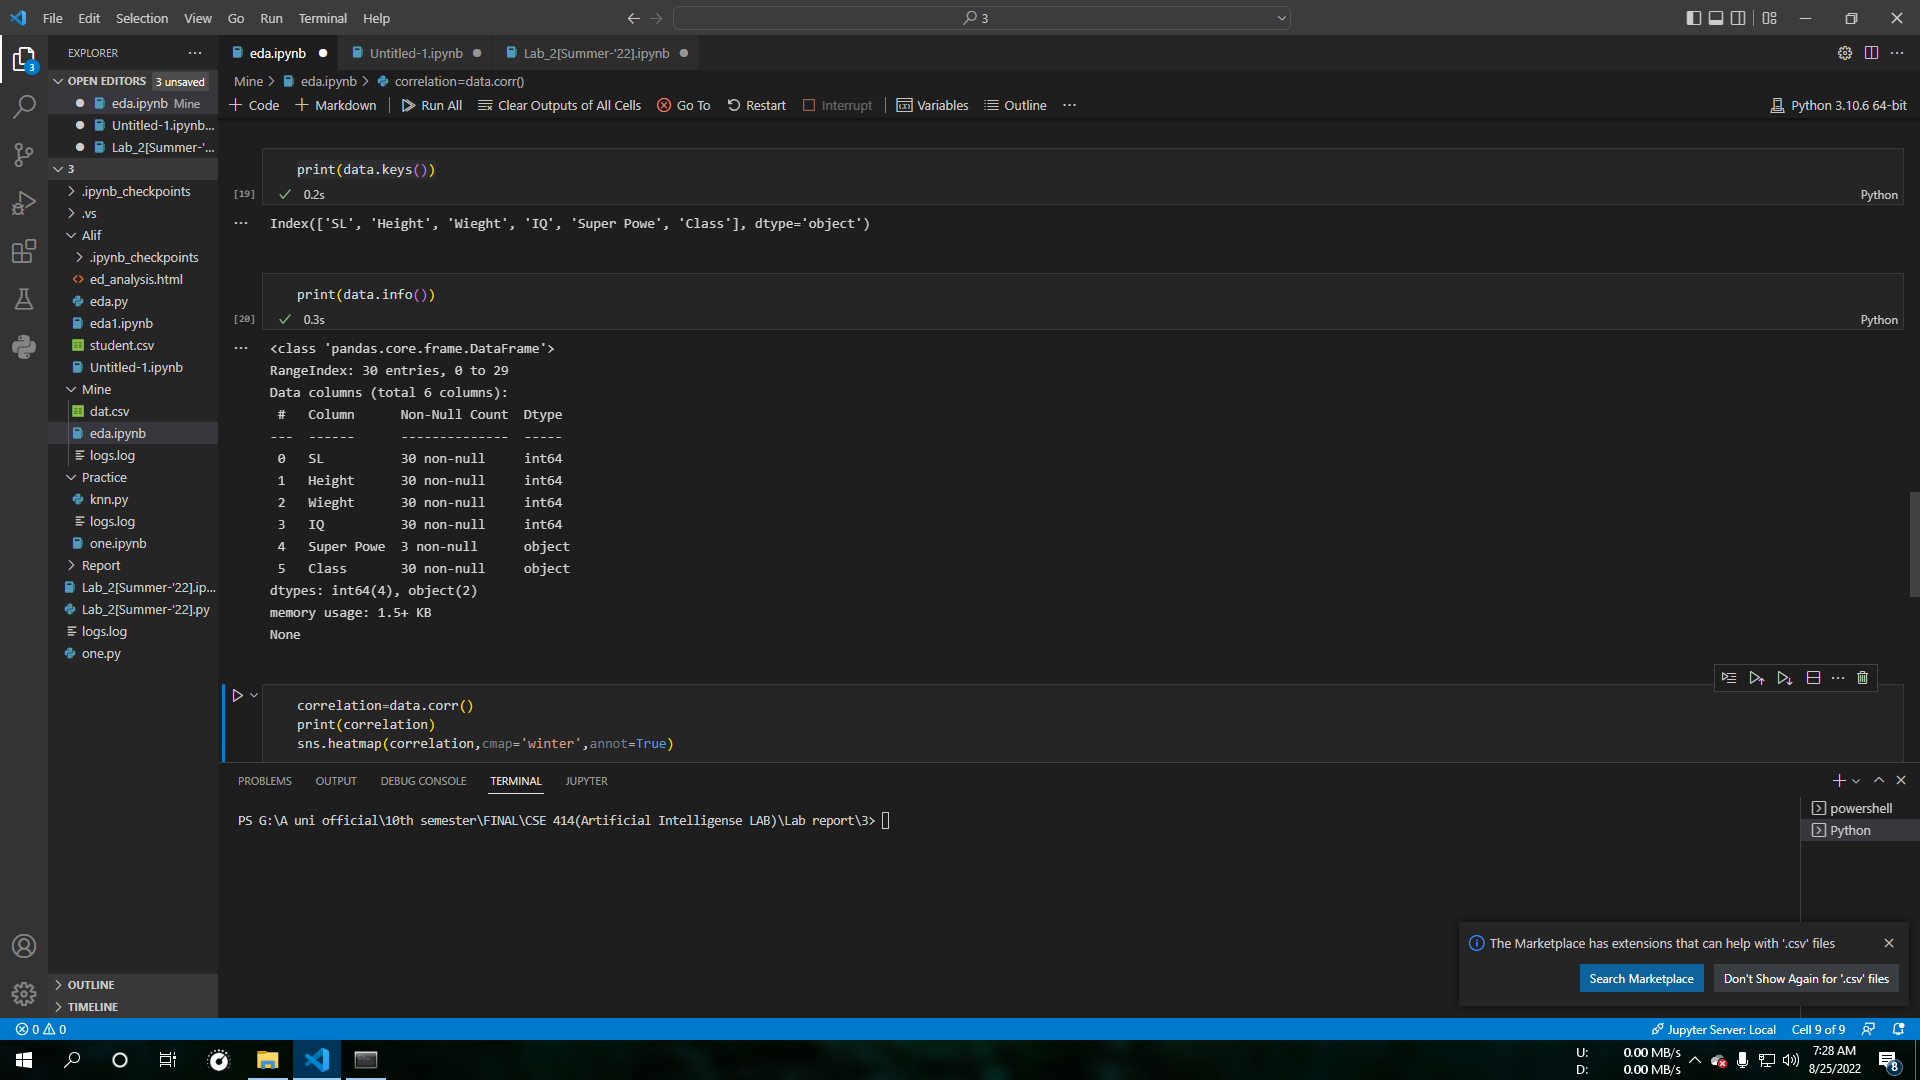 File Edit Selection View Go Run Terminal Help
3
EXPLORER
eda.ipynb
Untitled-1.ipynb
Lab_2[Summer-'22].ipynb
OPEN EDITORS 3 unsaved
eda.ipynb Mine
Untitled-1.ipynb...
Lab_2[Summer-'...
3
.ipynb_checkpoints
.vs
Alif
.ipynb_checkpoints
ed_analysis.html
eda.py
eda1.ipynb
student.csv
Untitled-1.ipynb
Mine
dat.csv
eda.ipynb
logs.log
Practice
knn.py
logs.log
one.ipynb
Report
Lab_2[Summer-'22].ip...
Lab_2[Summer-'22].py
logs.log
one.py
OUTLINE
TIMELINE
3
Mine > eda.ipynb > correlation=data.corr()
+ Code + Markdown Run All Clear Outputs of All Cells Go To Restart Interrupt Variables Outline ...
Python 3.10.6 64-bit
print(data.keys())
[19] 0.2s
Python
... Index(['SL', 'Height', 'Wieght', 'IQ', 'Super Powe', 'Class'], dtype='object')
print(data.info())
[20] 0.3s
Python
... <class 'pandas.core.frame.DataFrame'>
RangeIndex: 30 entries, 0 to 29
Data columns (total 6 columns):
# Column Non-Null Count Dtype
--- ------ -------------- -----
0 SL 30 non-null int64
1 Height 30 non-null int64
2 Wieght 30 non-null int64
3 IQ 30 non-null int64
4 Super Powe 3 non-null object
5 Class 30 non-null object
dtypes: int64(4), object(2)
memory usage: 1.5+ KB
None
correlation=data.corr()
print(correlation)
sns.heatmap(correlation,cmap='winter',annot=True)
PROBLEMS OUTPUT DEBUG CONSOLE TERMINAL JUPYTER
PS G:\A uni official\10th semester\FINAL\CSE 414(Artificial Intelligense LAB)\Lab report\3>
powershell
Python
The Marketplace has extensions that can help with '.csv' files
Search Marketplace
Don't Show Again for '.csv' files
0 0
Jupyter Server: Local
Cell 9 of 9
U: 0.00 MB/s
D: 0.00 MB/s
7:28 AM
8/25/2022
8